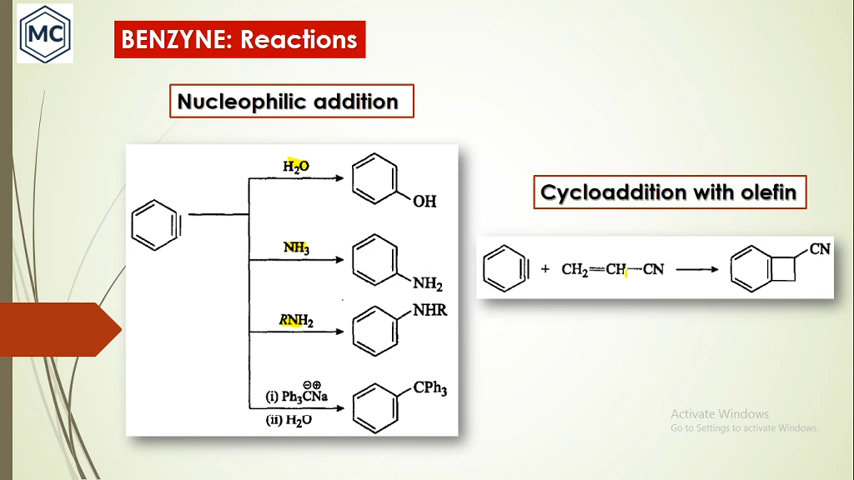 MC
BENZYNE: Reactions
Nucleophilic addition
H₂O
OH
NH₃
NH₂
RNH₂
NHR
⊖⊕
(i) Ph₃CNa
(ii) H₂O
CPh₃
Cycloaddition with olefin
+ CH₂=CH—CN
CN
Activate Windows
Go to Settings to activate Windows.